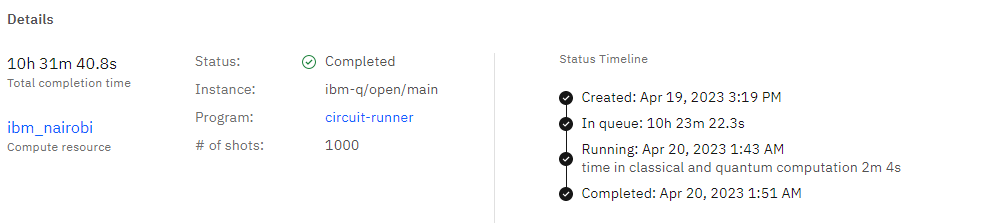 Details
10h 31m 40.8s
Total completion time
ibm_nairobi
Compute resource
Status: Completed
Instance: ibm-q/open/main
Program: circuit-runner
# of shots: 1000
Status Timeline
Created: Apr 19, 2023 3:19 PM
In queue: 10h 23m 22.3s
Running: Apr 20, 2023 1:43 AM
time in classical and quantum computation 2m 4s
Completed: Apr 20, 2023 1:51 AM